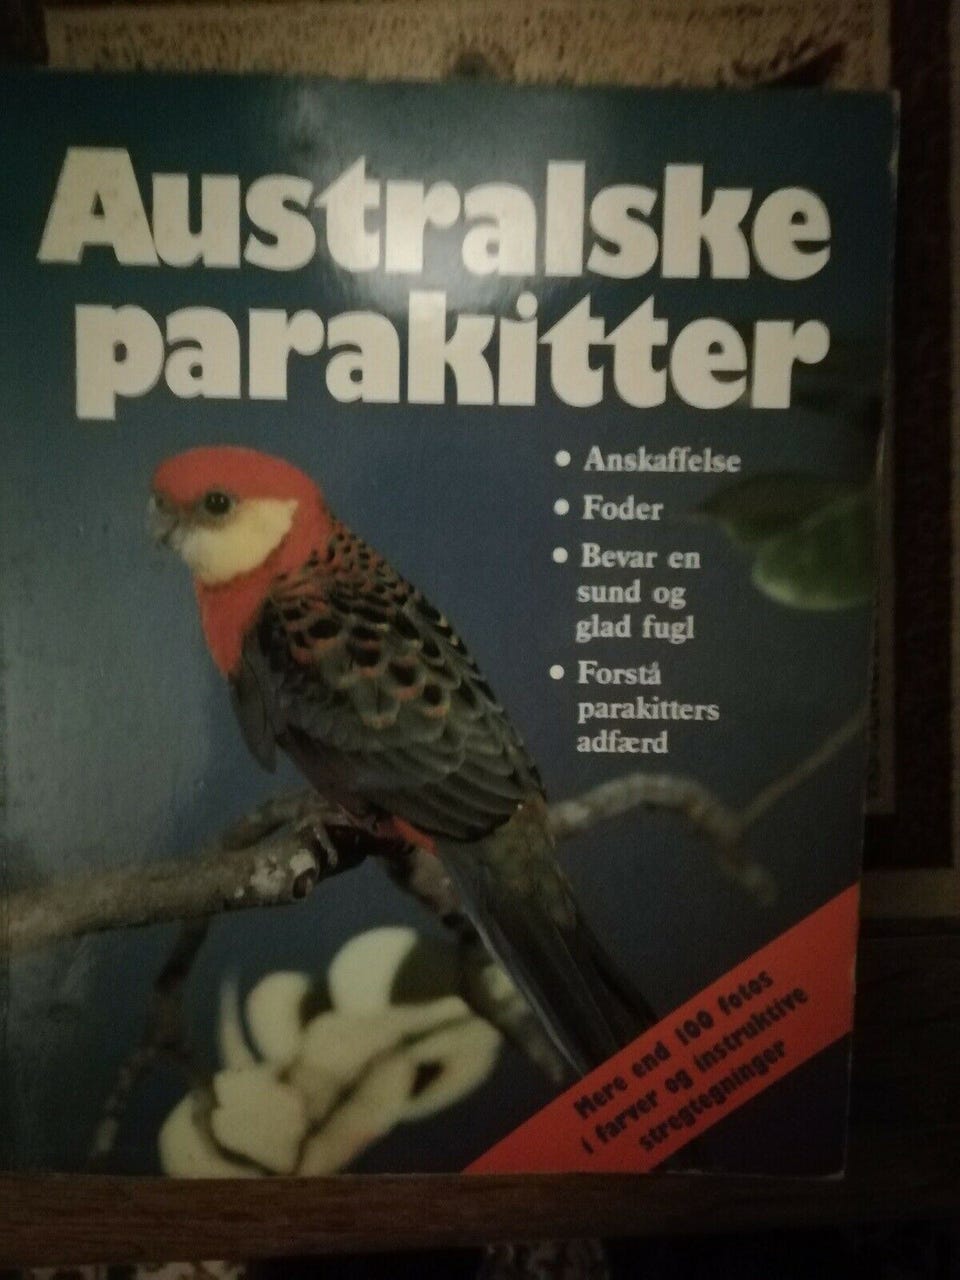 Australske
parakitter
• Anskaffelse
• Foder
• Bevar en
sund og
glad fugl
• Forstå
parakitters
adfærd
Mere end 100 fotos
i farver og instruktive
stregtegninger